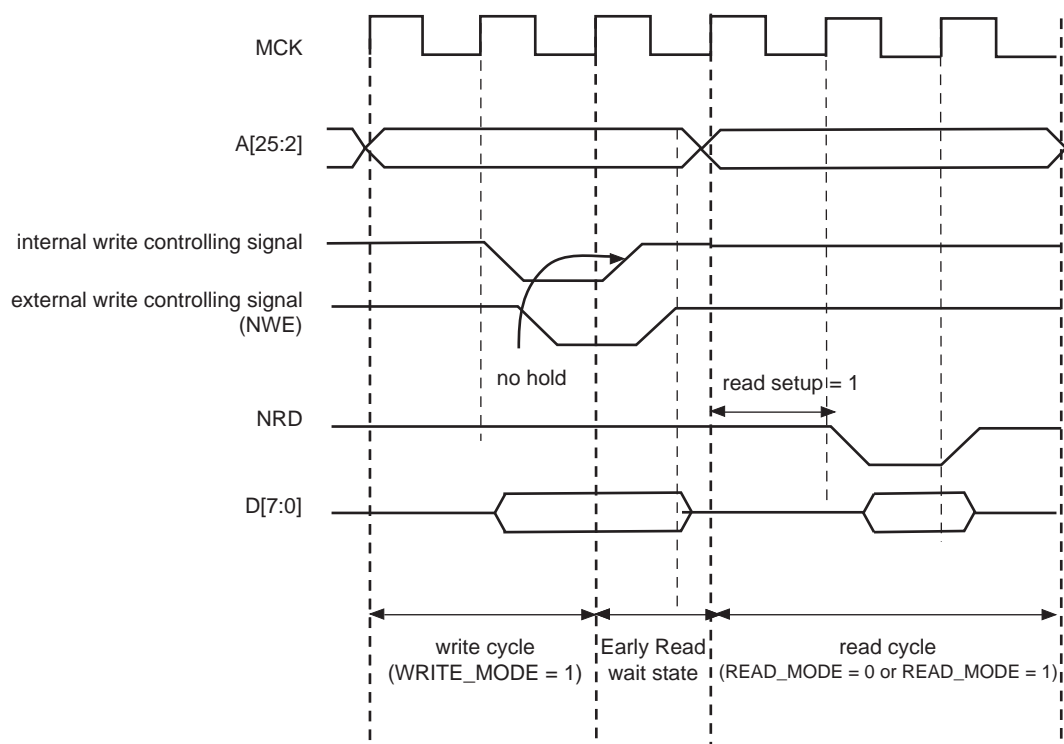 MCK
A[25:2]
internal write controlling signal
external write controlling signal
(NWE)
no hold
read setup = 1
NRD
D[7:0]
write cycle
(WRITE_MODE = 1)
Early Read
wait state
read cycle
(READ_MODE = 0 or READ_MODE = 1)